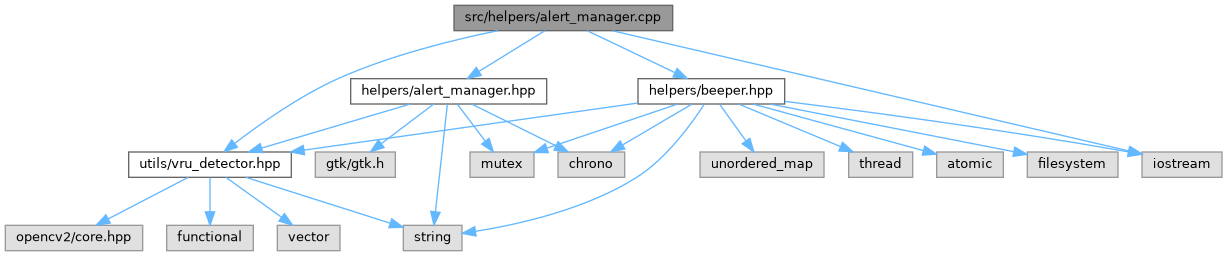 src/helpers/alert_manager.cpp
helpers/alert_manager.hpp
helpers/beeper.hpp
utils/vru_detector.hpp
gtk/gtk.h
mutex
chrono
unordered_map
thread
atomic
filesystem
iostream
opencv2/core.hpp
functional
vector
string